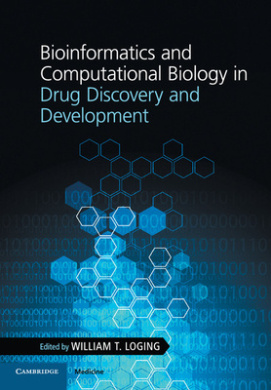 Bioinformatics and
Computational Biology in
Drug Discovery and
Development
Edited by WILLIAM T. LOGING
CAMBRIDGE Medicine